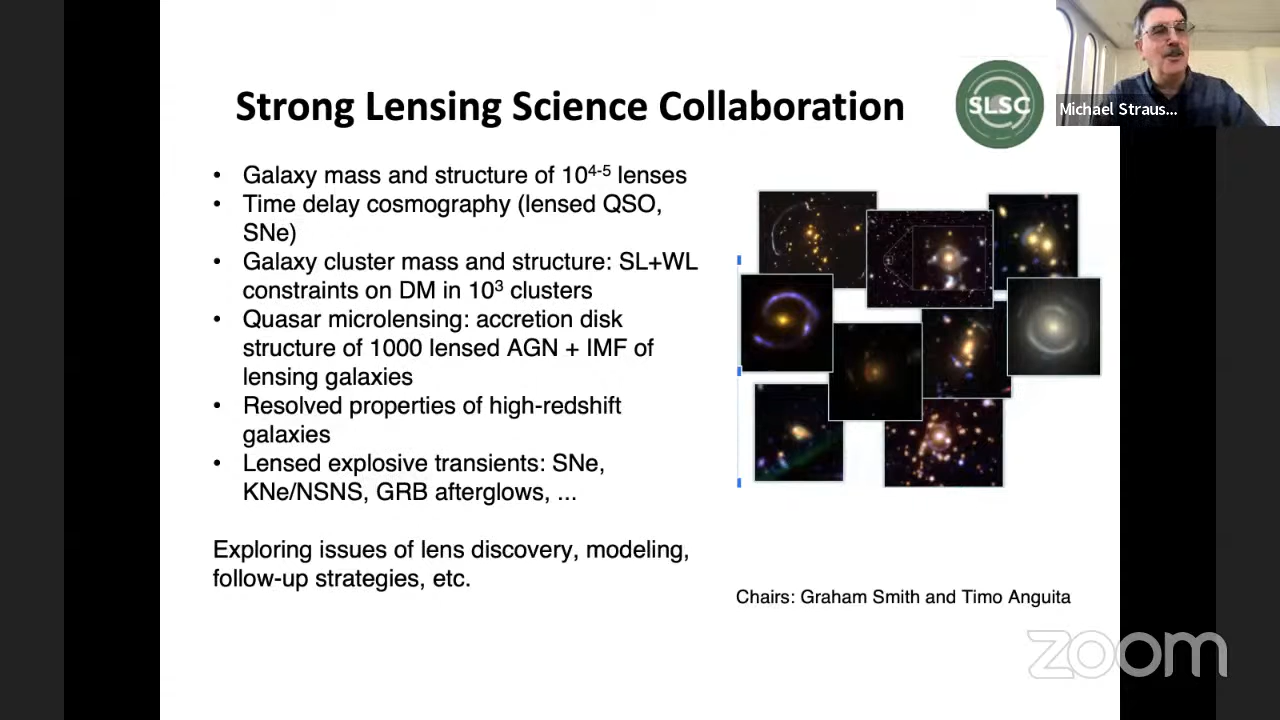 Strong Lensing Science Collaboration
SLSC
Michael Straus...
• Galaxy mass and structure of 10⁴⁻⁵ lenses
• Time delay cosmography (lensed QSO,
SNe)
• Galaxy cluster mass and structure: SL+WL
constraints on DM in 10³ clusters
• Quasar microlensing: accretion disk
structure of 1000 lensed AGN + IMF of
lensing galaxies
• Resolved properties of high-redshift
galaxies
• Lensed explosive transients: SNe,
KNe/NSNS, GRB afterglows, ...
Exploring issues of lens discovery, modeling,
follow-up strategies, etc.
Chairs: Graham Smith and Timo Anguita
zoom